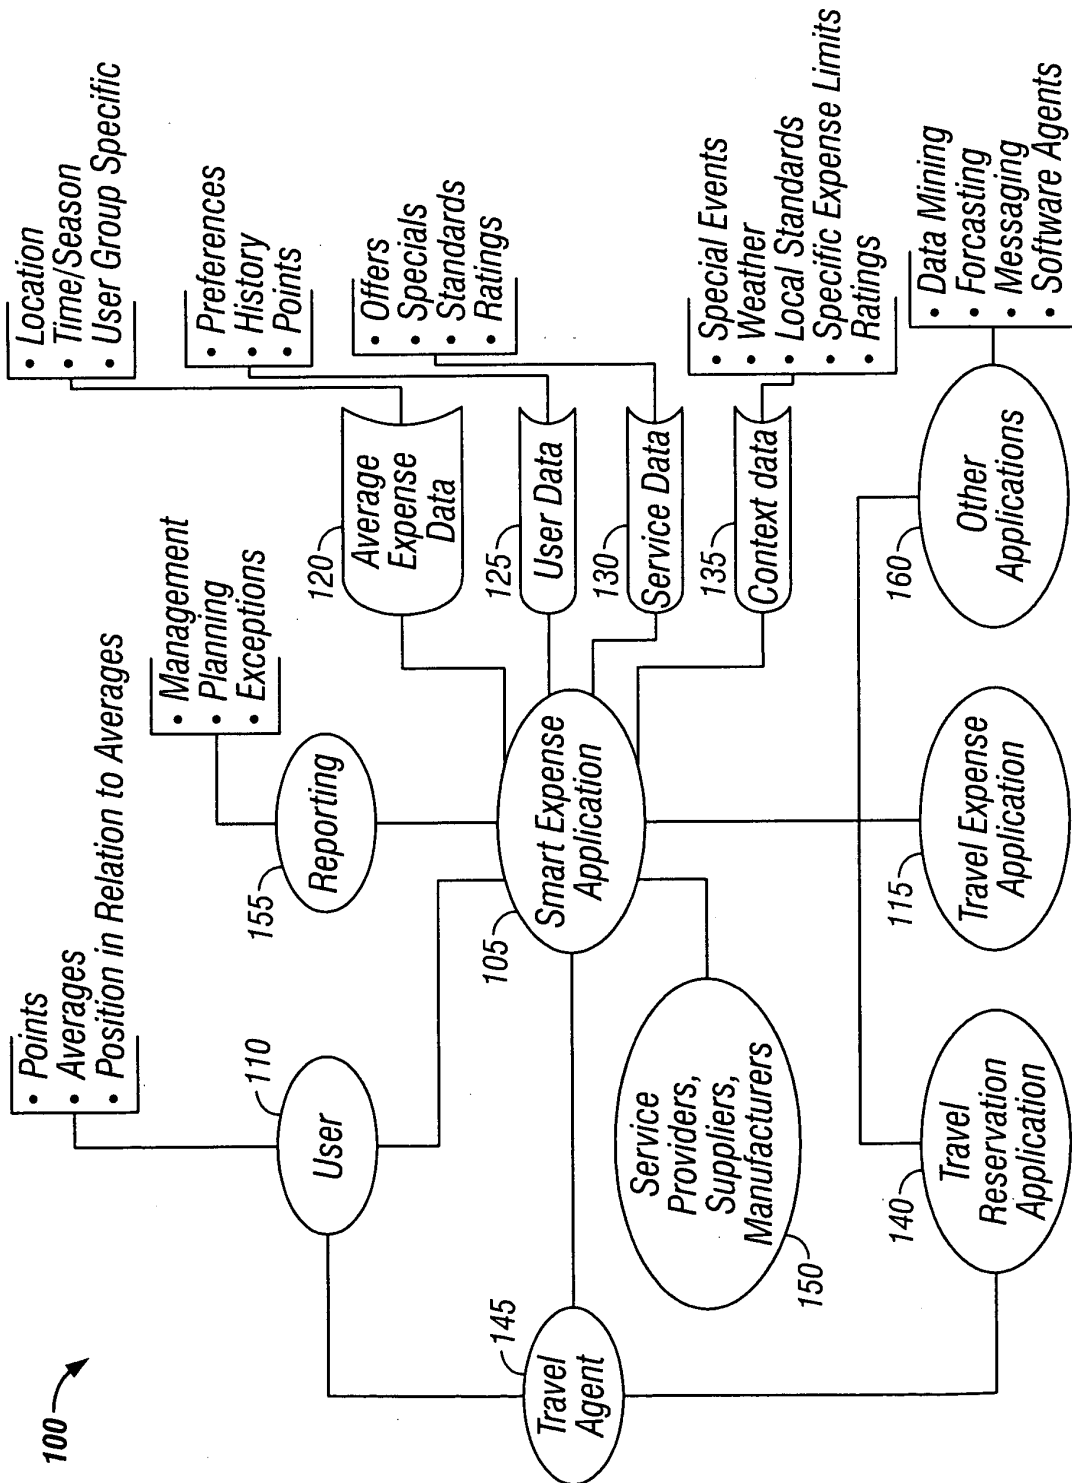 100
• Points
• Averages
• Position in Relation to Averages
110
User
• Management
• Planning
• Exceptions
155
Reporting
• Location
• Time/Season
• User Group Specific
120
Average
Expense
Data
• Preferences
• History
• Points
125
User Data
• Offers
• Specials
• Standards
• Ratings
130
Service Data
• Special Events
• Weather
• Local Standards
• Specific Expense Limits
• Ratings
135
Context data
145
Travel
Agent
105
Smart Expense
Application
Service
Providers,
Suppliers,
Manufacturers
150
140
Travel
Reservation
Application
115
Travel Expense
Application
160
Other
Applications
• Data Mining
• Forcasting
• Messaging
• Software Agents